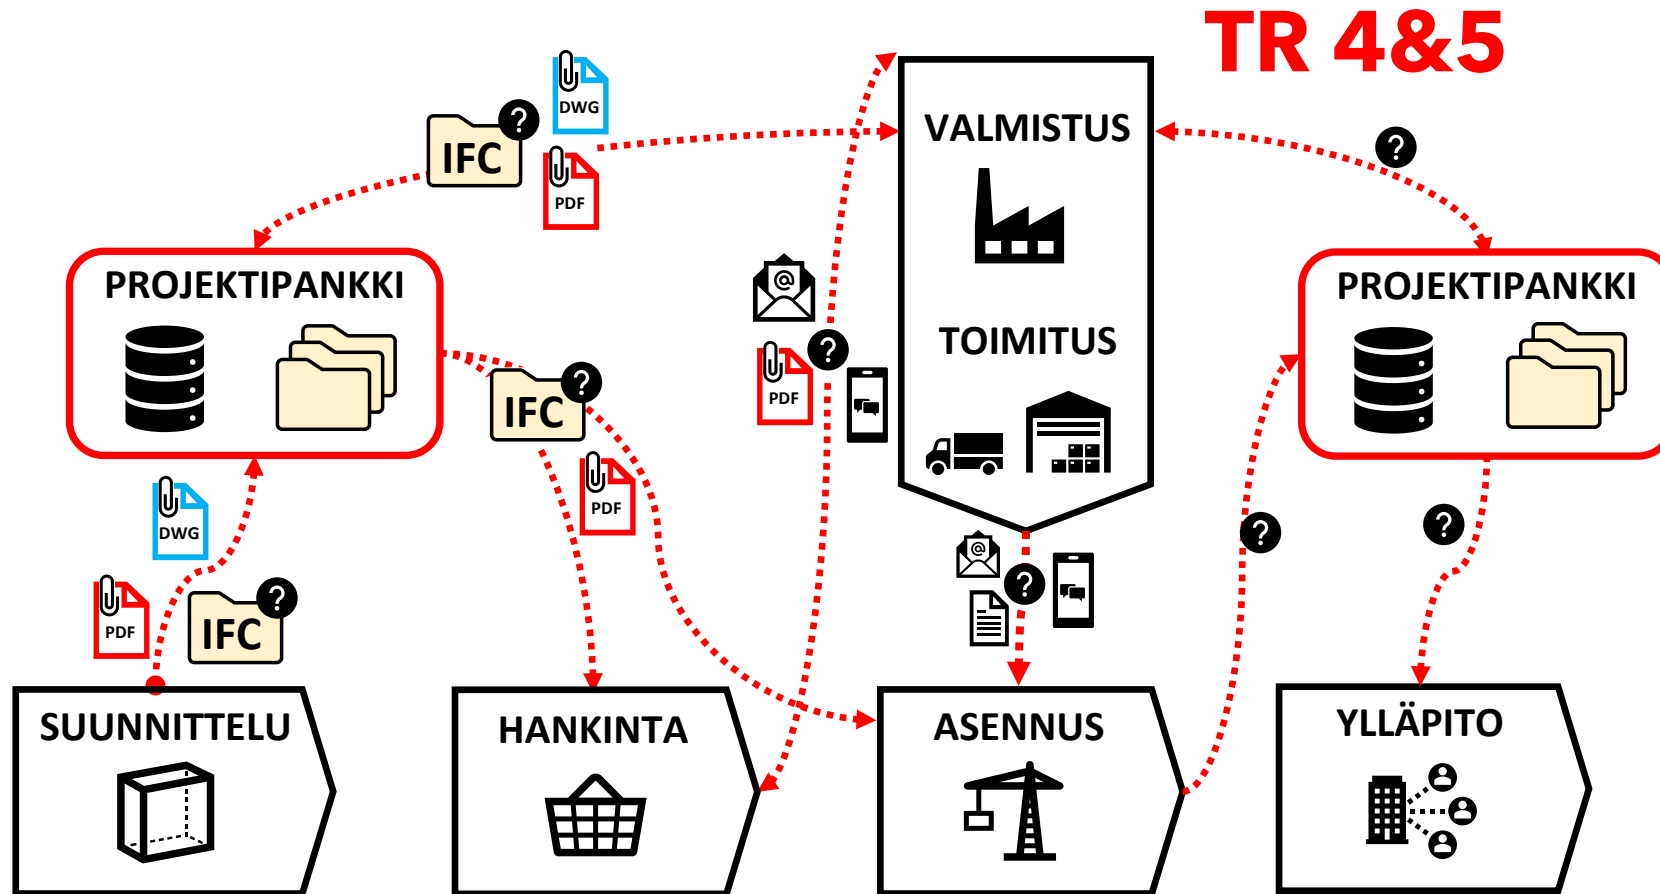 TR 4&5
DWG
?
IFC
PDF
VALMISTUS
?
PROJEKTIPANKKI
@
?
PDF
TOIMITUS
PROJEKTIPANKKI
?
IFC
PDF
DWG
?
?
@
?
PDF
?
IFC
SUUNNITTELU
HANKINTA
ASENNUS
YLLÄPITO